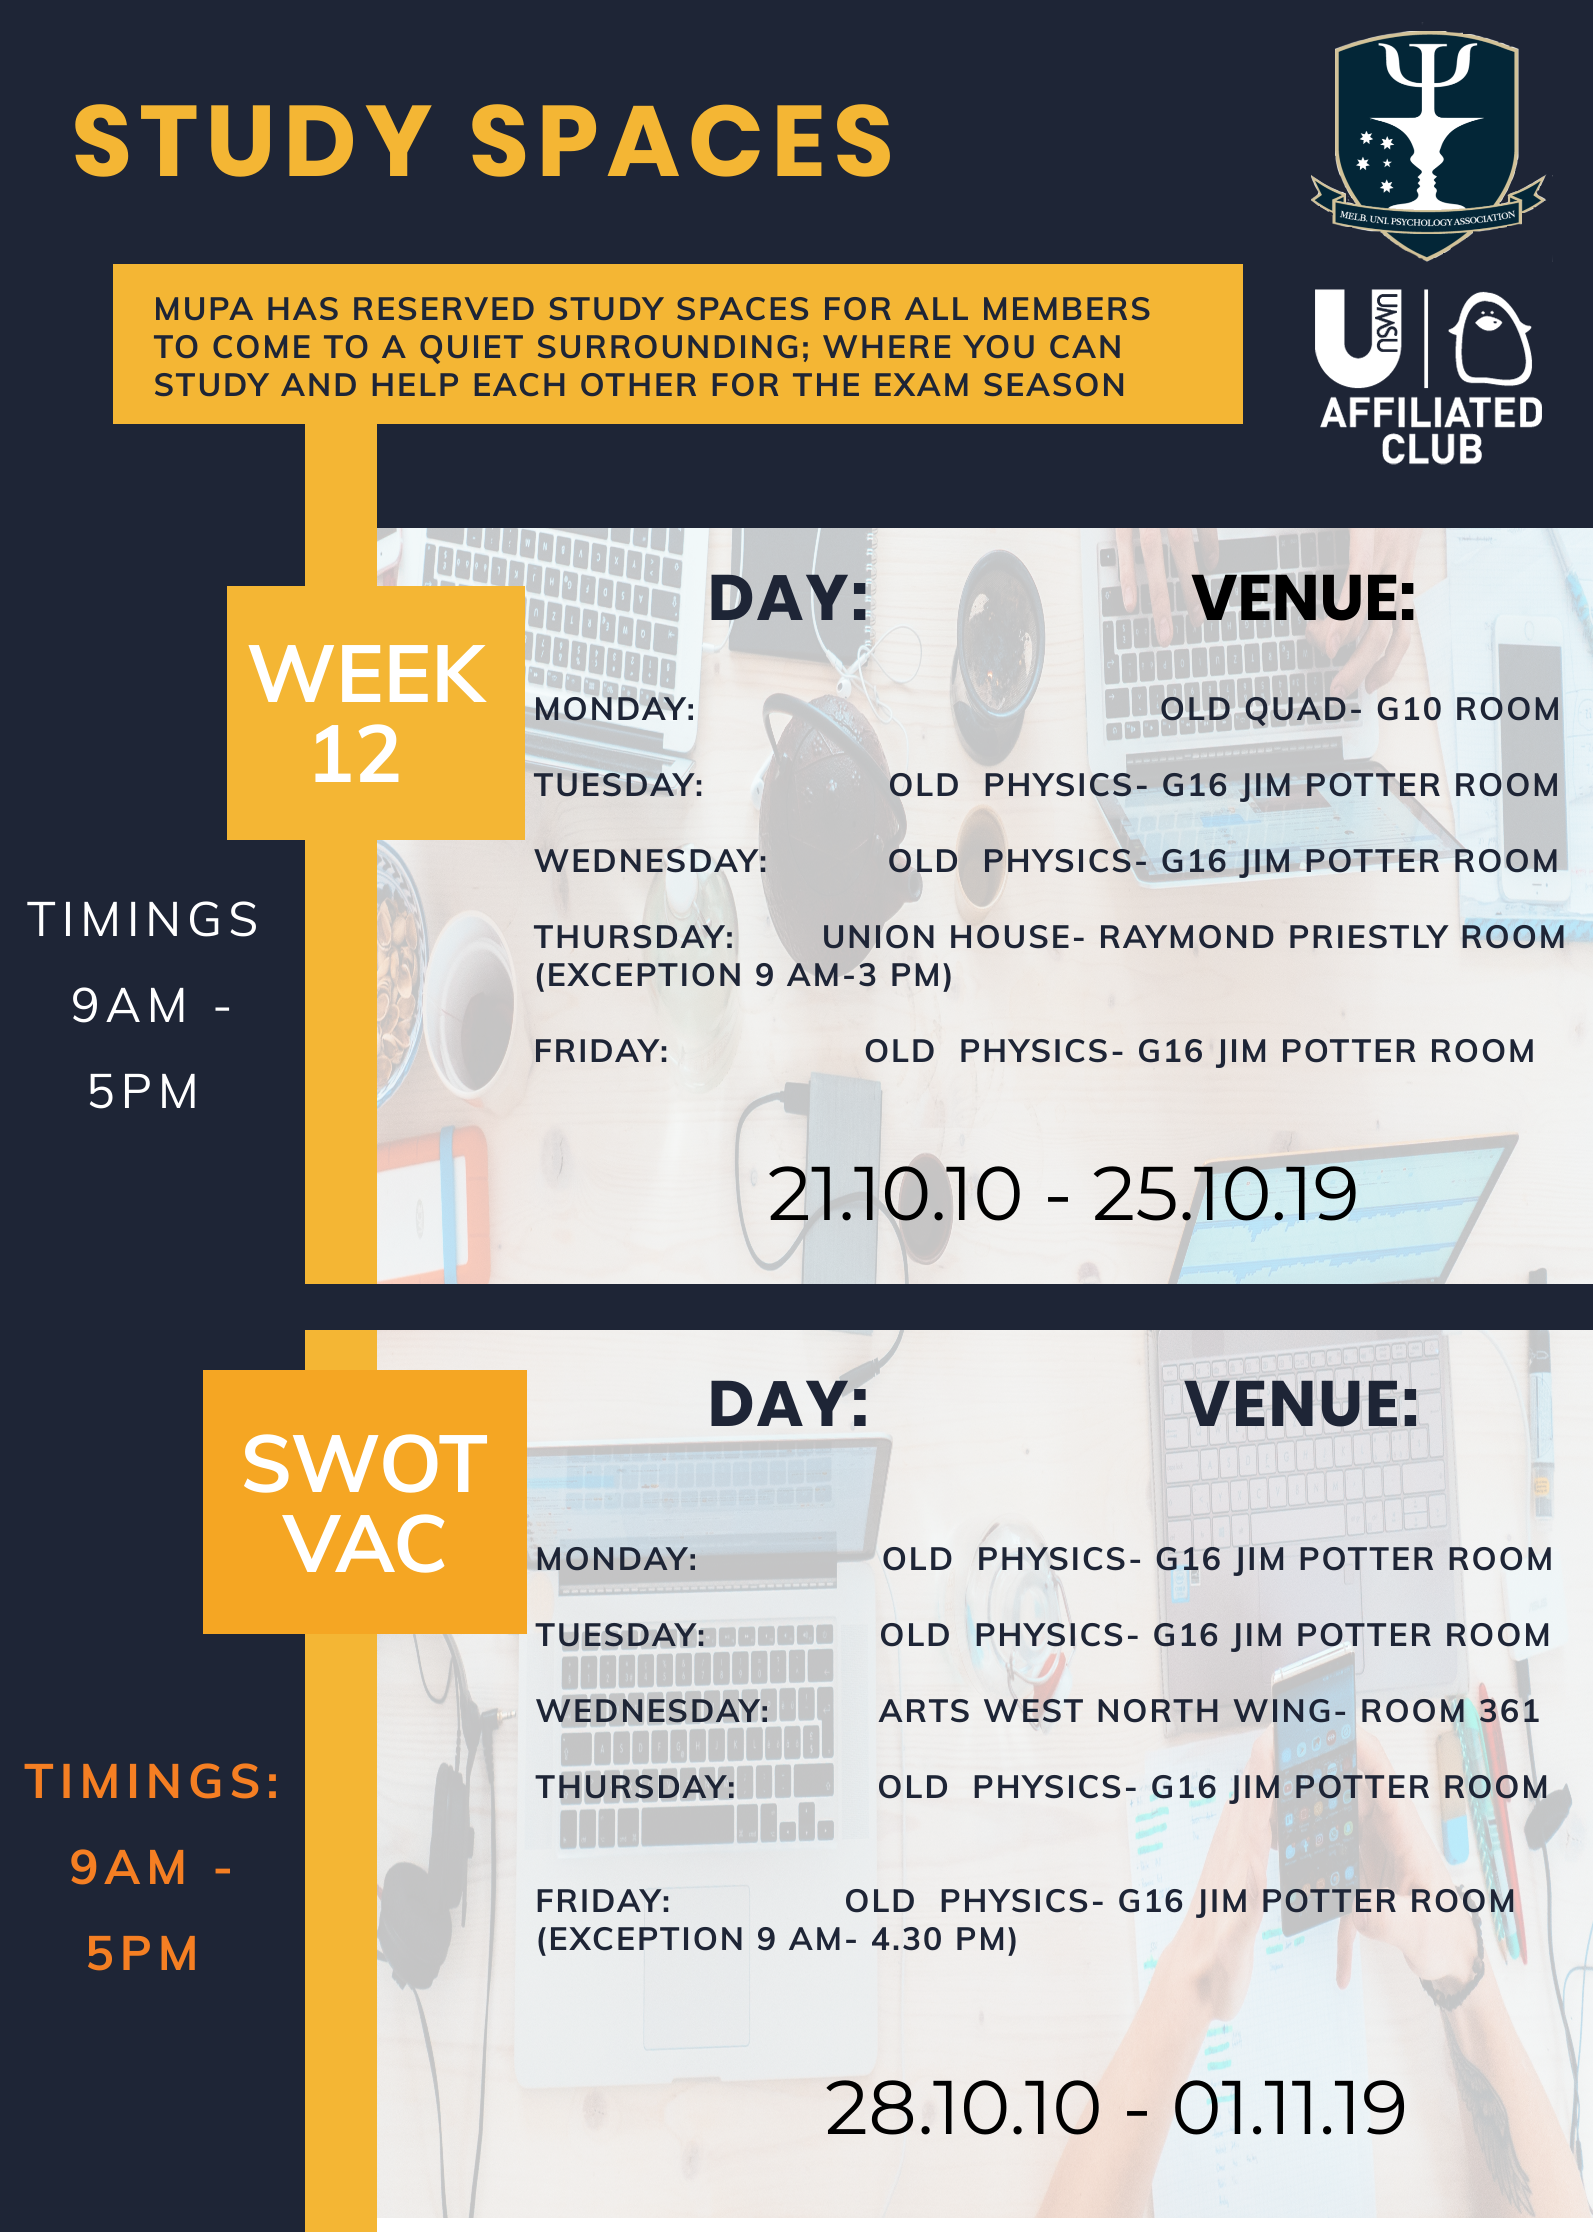 STUDY SPACES
MELB. UNI. PSYCHOLOGY ASSOCIATION
MUPA HAS RESERVED STUDY SPACES FOR ALL MEMBERS
TO COME TO A QUIET SURROUNDING; WHERE YOU CAN
STUDY AND HELP EACH OTHER FOR THE EXAM SEASON
UMSU
AFFILIATED
CLUB
WEEK
12
TIMINGS
9AM -
5PM
DAY: VENUE:
MONDAY: OLD QUAD- G10 ROOM
TUESDAY: OLD PHYSICS- G16 JIM POTTER ROOM
WEDNESDAY: OLD PHYSICS- G16 JIM POTTER ROOM
THURSDAY: UNION HOUSE- RAYMOND PRIESTLY ROOM
(EXCEPTION 9 AM-3 PM)
FRIDAY: OLD PHYSICS- G16 JIM POTTER ROOM
21.10.10 - 25.10.19
SWOT
VAC
TIMINGS:
9AM -
5PM
DAY: VENUE:
MONDAY: OLD PHYSICS- G16 JIM POTTER ROOM
TUESDAY: OLD PHYSICS- G16 JIM POTTER ROOM
WEDNESDAY: ARTS WEST NORTH WING- ROOM 361
THURSDAY: OLD PHYSICS- G16 JIM POTTER ROOM
FRIDAY: OLD PHYSICS- G16 JIM POTTER ROOM
(EXCEPTION 9 AM- 4.30 PM)
28.10.10 - 01.11.19